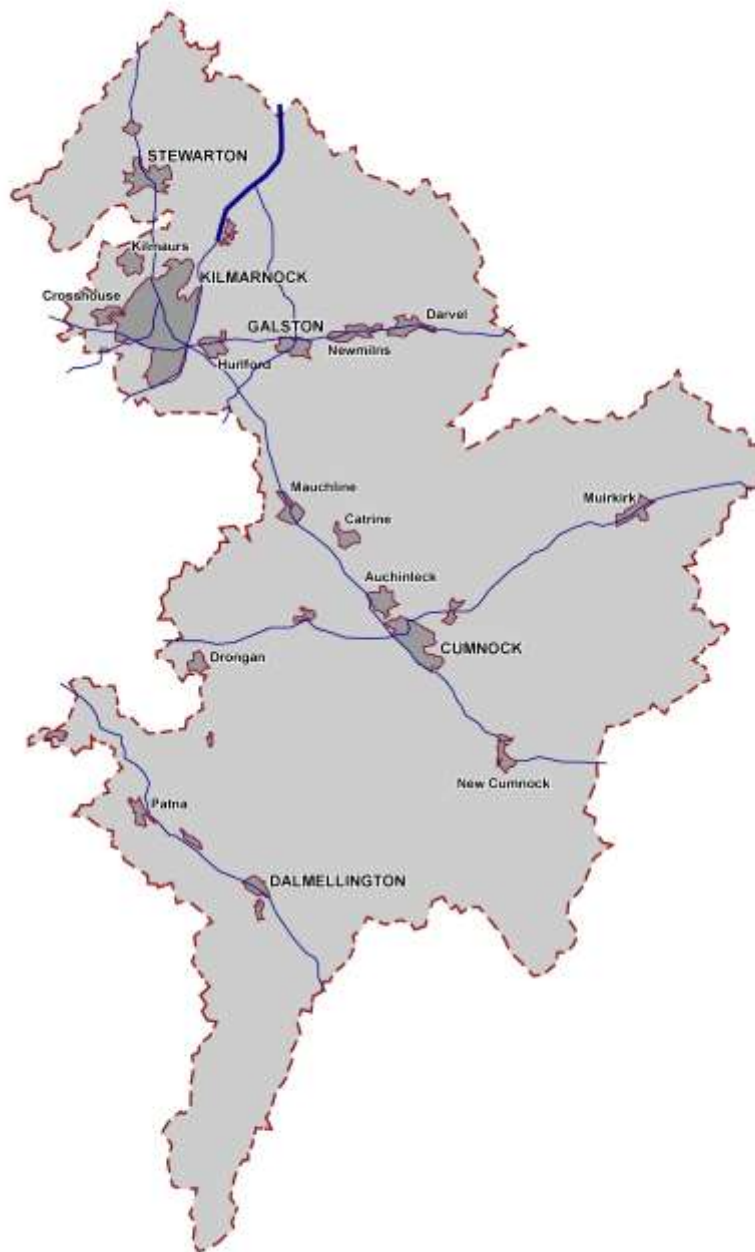 STEWARTON
Kilmaurs
KILMARNOCK
Crosshouse
Darvel
GALSTON
Newmilns
Hurlford
Mauchline
Muirkirk
Catrine
Auchinleck
CUMNOCK
Drongan
New Cumnock
Patna
DALMELLINGTON